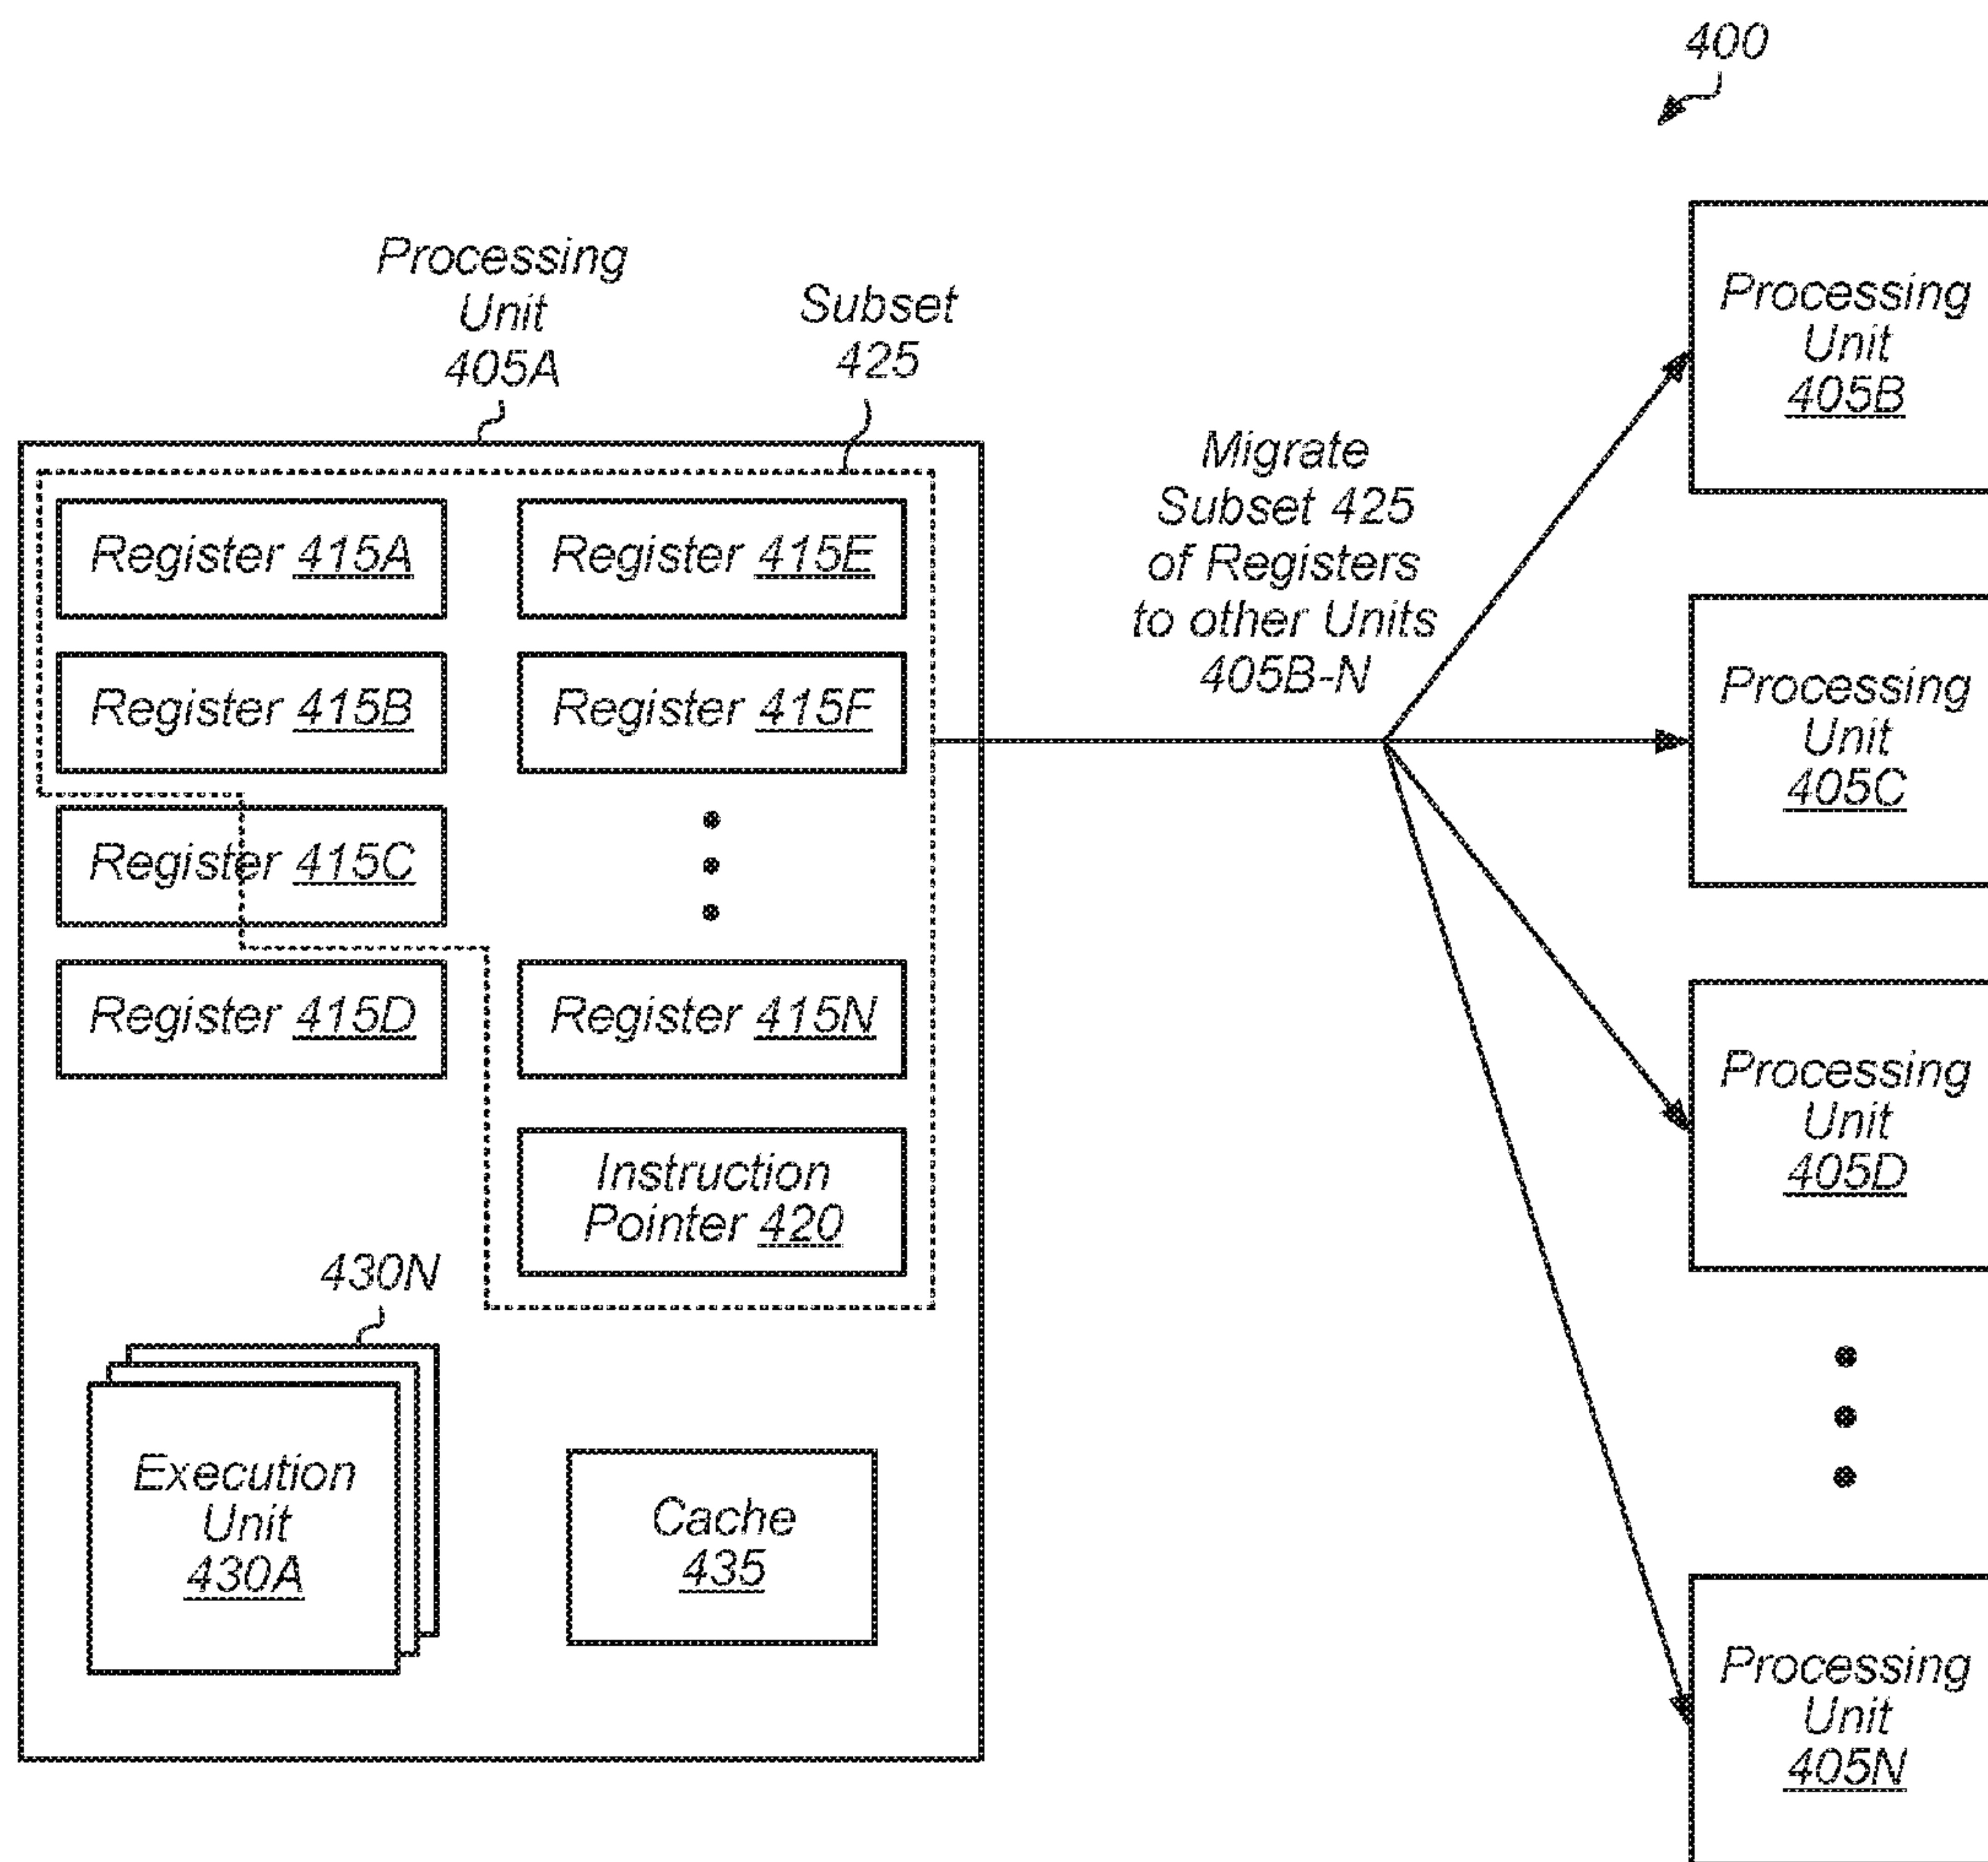 400
Processing
Unit
405A
Subset
425
Register 415A
Register 415E
Register 415B
Register 415F
Register 415C
Register 415D
Register 415N
Instruction
Pointer 420
430N
Execution
Unit
430A
Cache
435
Migrate
Subset 425
of Registers
to other Units
405B-N
Processing
Unit
405B
Processing
Unit
405C
Processing
Unit
405D
Processing
Unit
405N